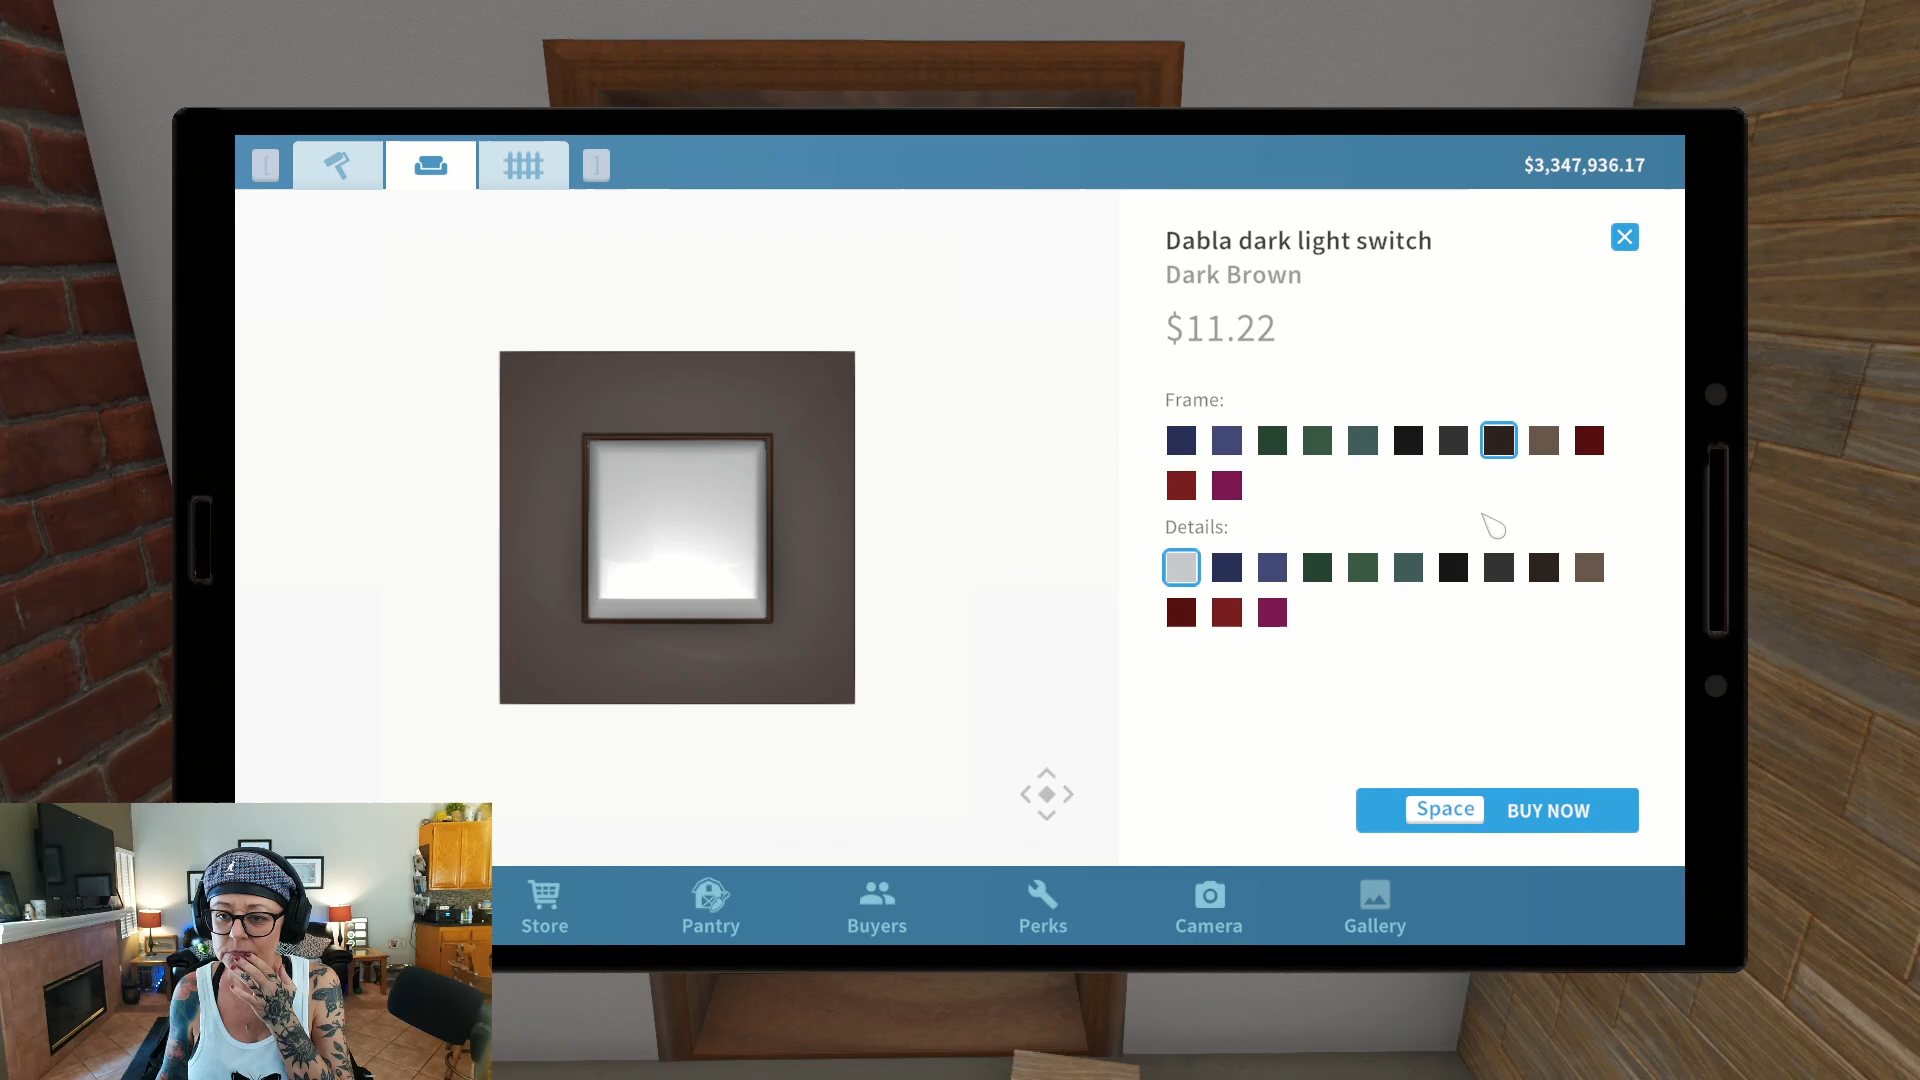 [
]
$3,347,936.17
Dabla dark light switch
Dark Brown
$11.22
Frame:
Details:
Space BUY NOW
Store
Pantry
Buyers
Perks
Camera
Gallery